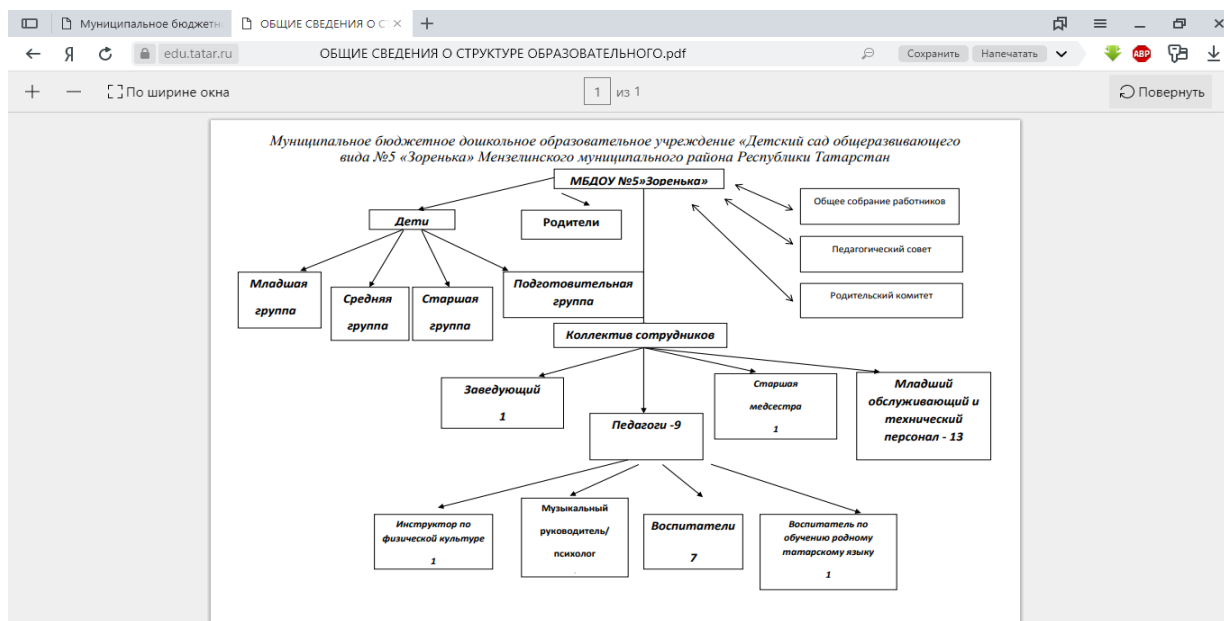 Муниципальное бюджетн
ОБЩИЕ СВЕДЕНИЯ О СТ
edu.tatar.ru
ОБЩИЕ СВЕДЕНИЯ О СТРУКТУРЕ ОБРАЗОВАТЕЛЬНОГО.pdf
Сохранить
Напечатать
ABP
По ширине окна
1 из 1
Повернуть
Муниципальное бюджетное дошкольное образовательное учреждение «Детский сад общеразвивающего
вида №5 «Зоренька» Мензелинского муниципального района Республики Татарстан
МБДОУ №5»Зоренька»
Общее собрание работников
Дети
Родители
Педагогический совет
Родительский комитет
Младшая
группа
Средняя
группа
Старшая
группа
Подготовительная
группа
Коллектив сотрудников
Заведующий
1
Педагоги -9
Старшая
медсестра
1
Младший
обслуживающий и
технический
персонал - 13
Инструктор по
физической культуре
1
Музыкальный
руководитель/
психолог
Воспитатели
7
Воспитатель по
обучению родному
татарскому языку
1